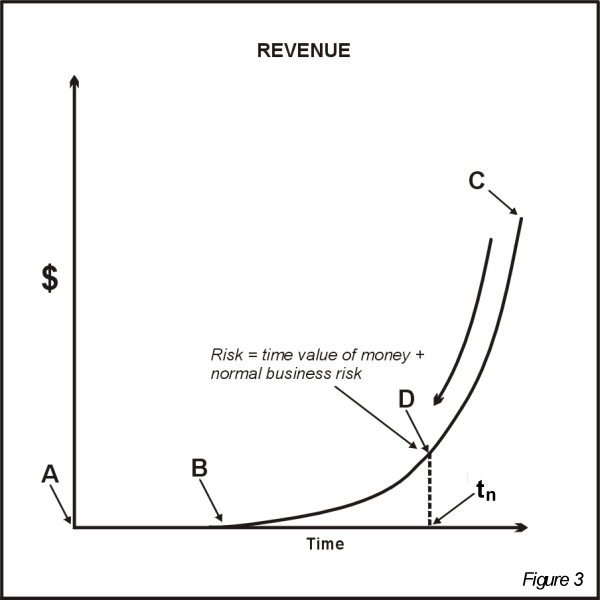 REVENUE
C
$
Risk = time value of money +
normal business risk
D
A
B
tn
Time
Figure 3